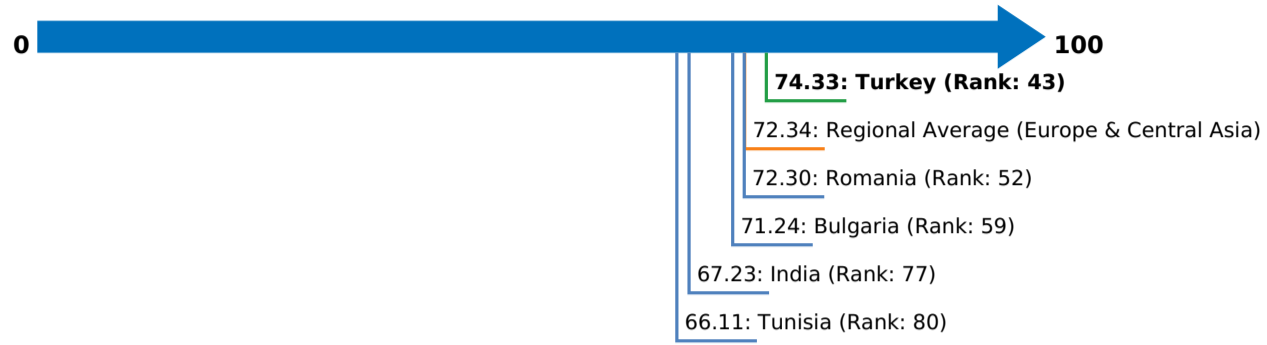 0
100
74.33: Turkey (Rank: 43)
72.34: Regional Average (Europe & Central Asia)
72.30: Romania (Rank: 52)
71.24: Bulgaria (Rank: 59)
67.23: India (Rank: 77)
66.11: Tunisia (Rank: 80)